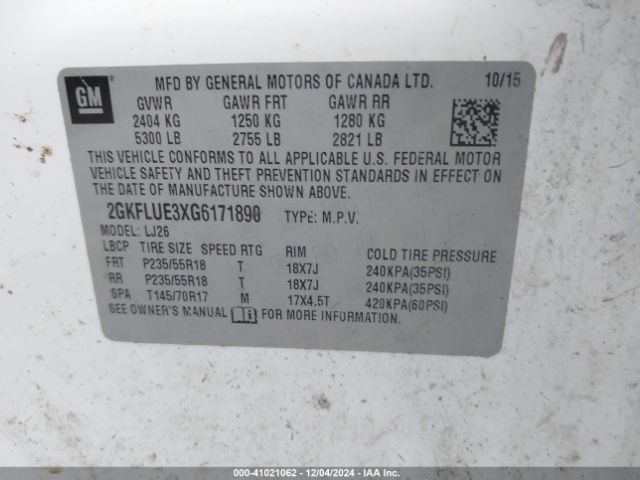 GM
MFD BY GENERAL MOTORS OF CANADA LTD. 10/15
GVWR GAWR FRT GAWR RR
2404 KG 1250 KG 1280 KG
5300 LB 2755 LB 2821 LB
THIS VEHICLE CONFORMS TO ALL APPLICABLE U.S. FEDERAL MOTOR
VEHICLE SAFETY AND THEFT PREVENTION STANDARDS IN EFFECT ON
THE DATE OF MANUFACTURE SHOWN ABOVE.
2GKFLUE3XG6171890 TYPE: M.P.V.
MODEL: LJ26
LBCP TIRE SIZE SPEED RTG RIM COLD TIRE PRESSURE
FRT P235/55R18 T 18X7J 240KPA(35PSI)
RR P235/55R18 T 18X7J 240KPA(35PSI)
SPA T145/70R17 M 17X4.5T 420KPA(60PSI)
SEE OWNER'S MANUAL i FOR MORE INFORMATION.
000-41021062 - 12/04/2024 - IAA Inc.